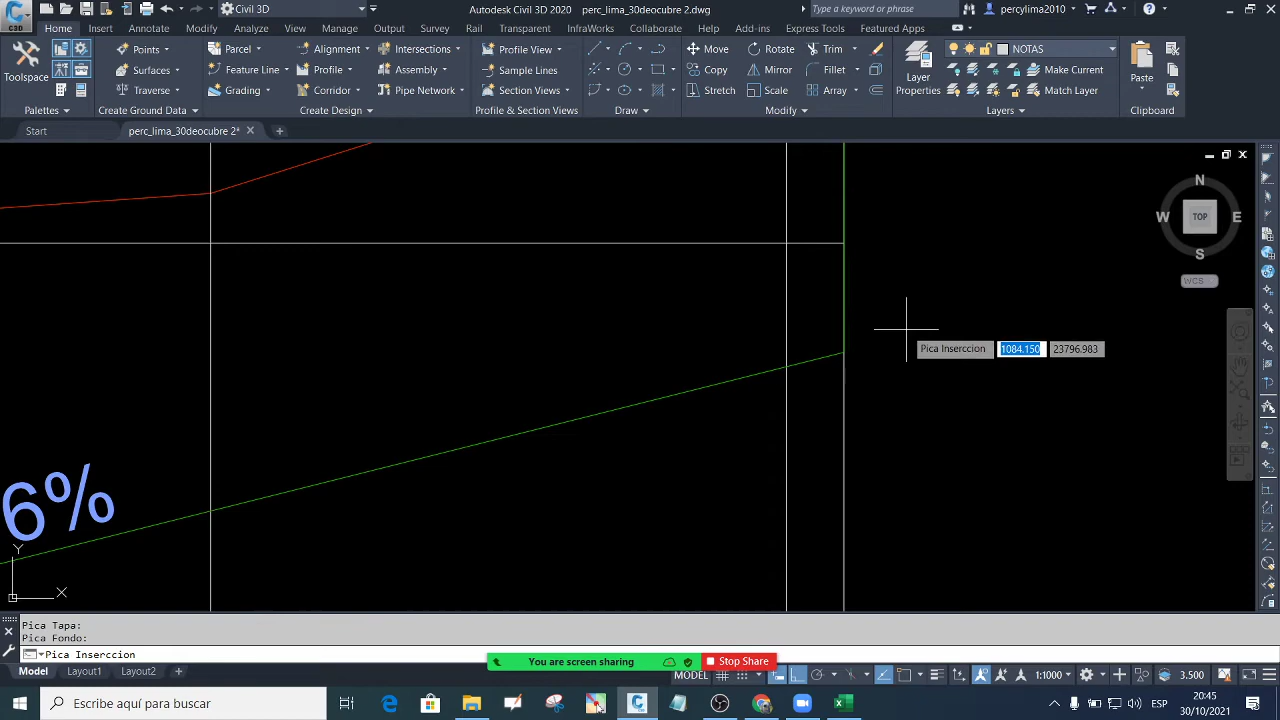 C3D
Civil 3D
Autodesk Civil 3D 2020 perc_lima_30deocubre 2.dwg
Type a keyword or phrase
percylima2010
Home Insert Annotate Modify Analyze View Manage Output Survey Rail Transparent InfraWorks Collaborate Help Add-ins Express Tools Featured Apps
Toolspace
Points
Surfaces
Traverse
Parcel
Feature Line
Grading
Alignment
Profile
Corridor
Intersections
Assembly
Pipe Network
Profile View
Sample Lines
Section Views
Move
Copy
Stretch
Rotate
Mirror
Scale
Trim
Fillet
Array
Layer
Properties
NOTAS
Make Current
Match Layer
Paste
Palettes Create Ground Data Create Design Profile & Section Views Draw Modify Layers Clipboard
Start perc_lima_30deocubre 2*
N
W TOP E
S
WCS
Pica Inserccion 1084.150 23796.983
6%
Y
X
Pica Tapa:
Pica Fondo:
Pica Inserccion
You are screen sharing Stop Share
Model Layout1 Layout2 MODEL 1:1000 3.500
Escribe aquí para buscar
ESP
20:45
30/10/2021